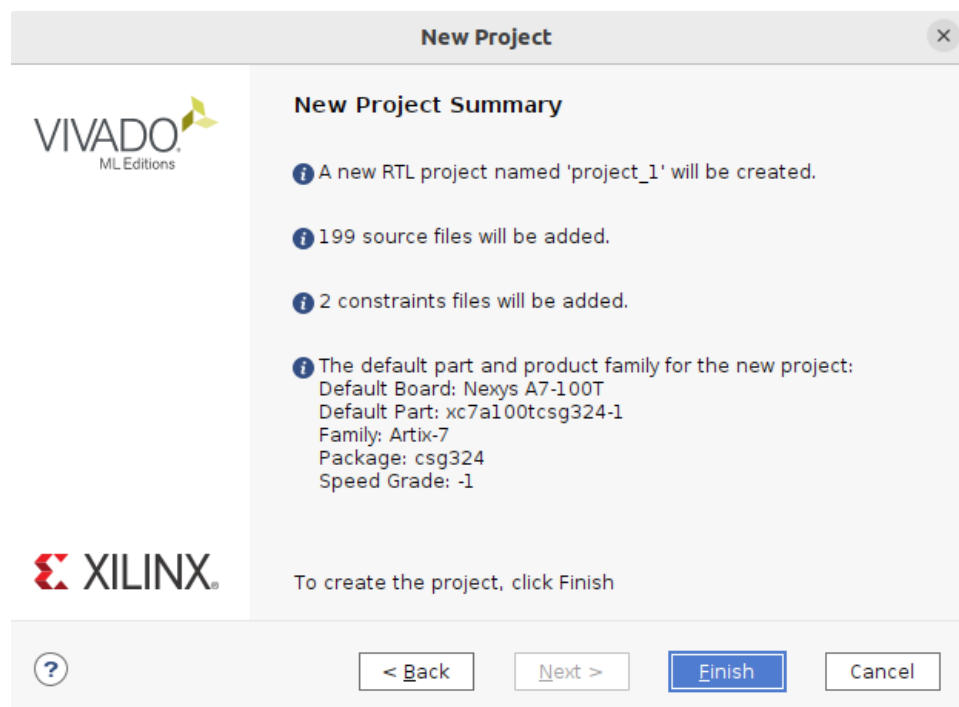 New Project
VIVADO.
ML Editions
New Project Summary
A new RTL project named 'project_1' will be created.
199 source files will be added.
2 constraints files will be added.
The default part and product family for the new project:
Default Board: Nexys A7-100T
Default Part: xc7a100tcsg324-1
Family: Artix-7
Package: csg324
Speed Grade: -1
XILINX.
To create the project, click Finish
?
< Back
Next >
Finish
Cancel